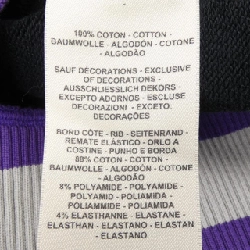 100% COTON - COTTON -
BAUMWOLLE - ALGODÓN - COTONE
- ALGODÃO
SAUF DECORATIONS - EXCLUSIVE
OF DECORATIONS -
AUSSCHLIESSLICH DEKORS
EXCEPTO ADORNOS - ESCLUSE
DECORAZIONI - EXCETO.
DECORAÇÕES
BORD CÔTE - RIB - SEITENRAND -
REMATE ELÁSTICO - ORLO A
COSTINE - PUNHO E BORDA
88% COTON - COTTON -
BAUMWOLLE - ALGODÓN - COTONE
- ALGODÃO
8% POLYAMIDE - POLYAMIDE -
POLYAMID - POLIAMIDA -
POLIAMMIDE - POLIAMIDA
4% ELASTHANNE - ELASTANE -
ELASTHAN - ELASTANO - ELASTAN
- ELASTANO